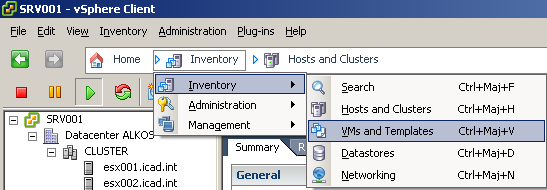 SRV001 - vSphere Client
File Edit View Inventory Administration Plug-ins Help
Home Inventory Hosts and Clusters
Inventory
Administration
Management
Search Ctrl+Maj+F
Hosts and Clusters Ctrl+Maj+H
VMs and Templates Ctrl+Maj+V
Datastores Ctrl+Maj+D
Networking Ctrl+Maj+N
SRV001
Datacenter ALKOS
CLUSTER
esx001.icad.int
esx002.icad.int
Summary
General